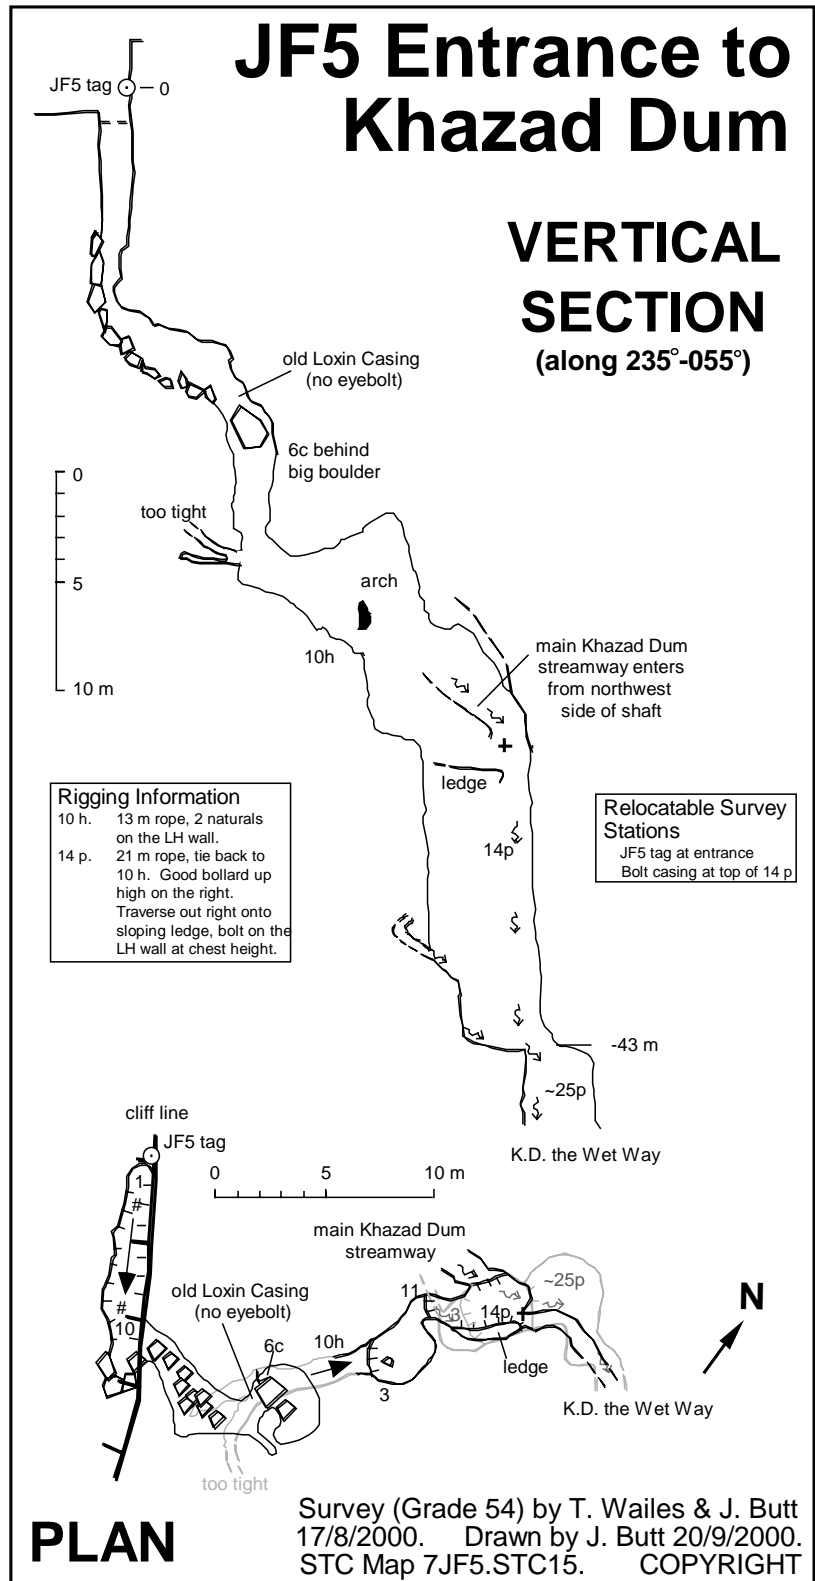 JF5 Entrance to
Khazad Dum
JF5 tag
0
VERTICAL
SECTION
(along 235°-055°)
old Loxin Casing
(no eyebolt)
6c behind
big boulder
0
5
10 m
too tight
arch
10h
main Khazad Dum
streamway enters
from northwest
side of shaft
+
ledge
14p
Rigging Information
10 h. 13 m rope, 2 naturals
on the LH wall.
14 p. 21 m rope, tie back to
10 h. Good bollard up
high on the right.
Traverse out right onto
sloping ledge, bolt on the
LH wall at chest height.
Relocatable Survey
Stations
JF5 tag at entrance
Bolt casing at top of 14 p
-43 m
~25p
K.D. the Wet Way
cliff line
JF5 tag
0 5 10 m
1
#
#
10
main Khazad Dum
streamway
old Loxin Casing
(no eyebolt)
6c
10h
3
11
3
14p
+
~25p
ledge
N
K.D. the Wet Way
too tight
PLAN
Survey (Grade 54) by T. Wailes & J. Butt
17/8/2000. Drawn by J. Butt 20/9/2000.
STC Map 7JF5.STC15. COPYRIGHT